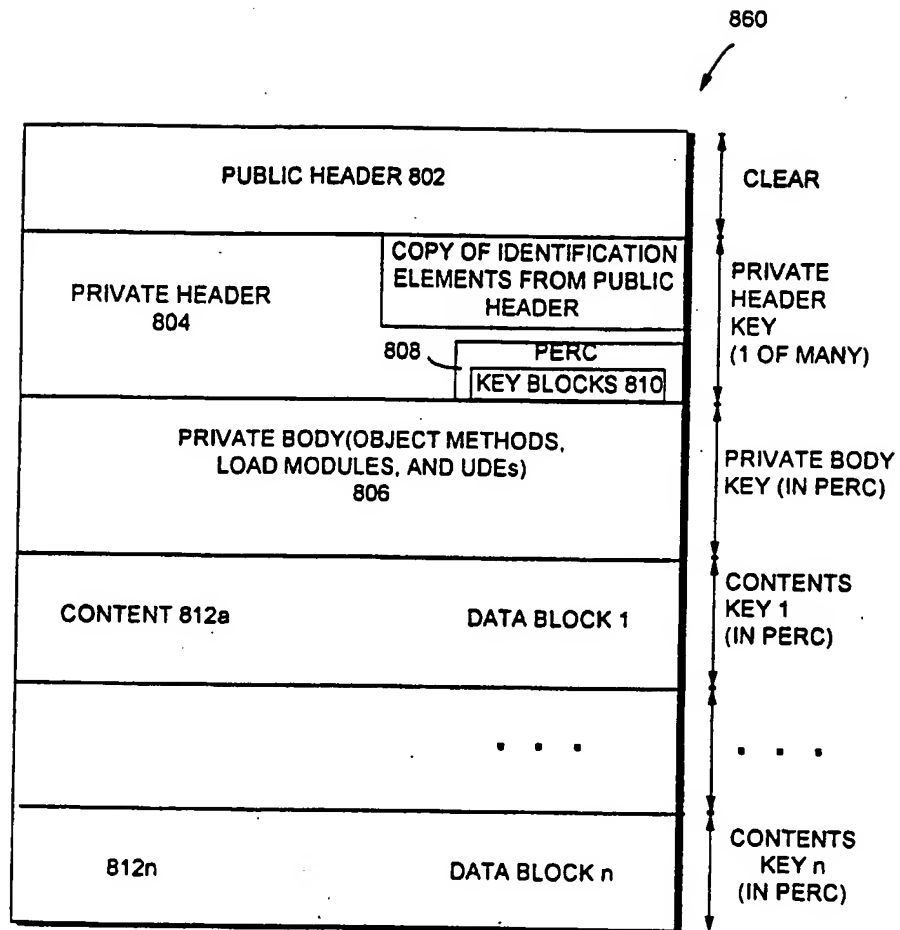 860
PUBLIC HEADER 802
CLEAR
PRIVATE HEADER
804
COPY OF IDENTIFICATION
ELEMENTS FROM PUBLIC
HEADER
808
PERC
KEY BLOCKS 810
PRIVATE
HEADER
KEY
(1 OF MANY)
PRIVATE BODY(OBJECT METHODS,
LOAD MODULES, AND UDEs)
806
PRIVATE BODY
KEY (IN PERC)
CONTENT 812a
DATA BLOCK 1
CONTENTS
KEY 1
(IN PERC)
. . .
. . .
812n
DATA BLOCK n
CONTENTS
KEY n
(IN PERC)